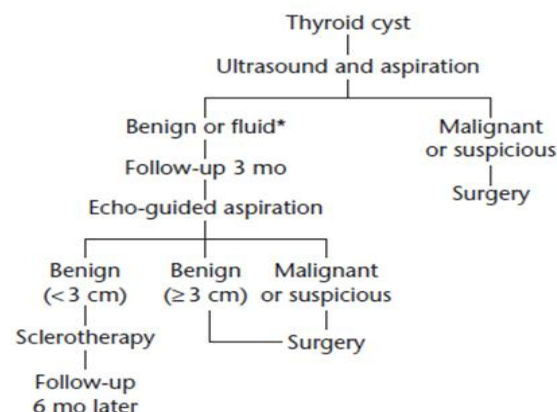 Thyroid cyst
Ultrasound and aspiration
Benign or fluid*
Malignant
or suspicious
Follow-up 3 mo
Surgery
Echo-guided aspiration
Benign
(<3 cm)
Benign
(≥3 cm)
Malignant
or suspicious
Sclerotherapy
Surgery
Follow-up
6 mo later